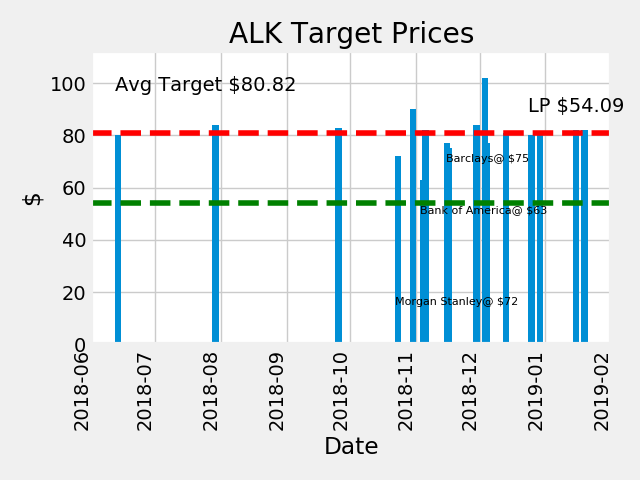 ALK Target Prices
Avg Target $80.82
LP $54.09
Barclays@ $75
Bank of America@ $63
Morgan Stanley@ $72
$
100
80
60
40
20
0
2018-06
2018-07
2018-08
2018-09
2018-10
2018-11
2018-12
2019-01
2019-02
Date